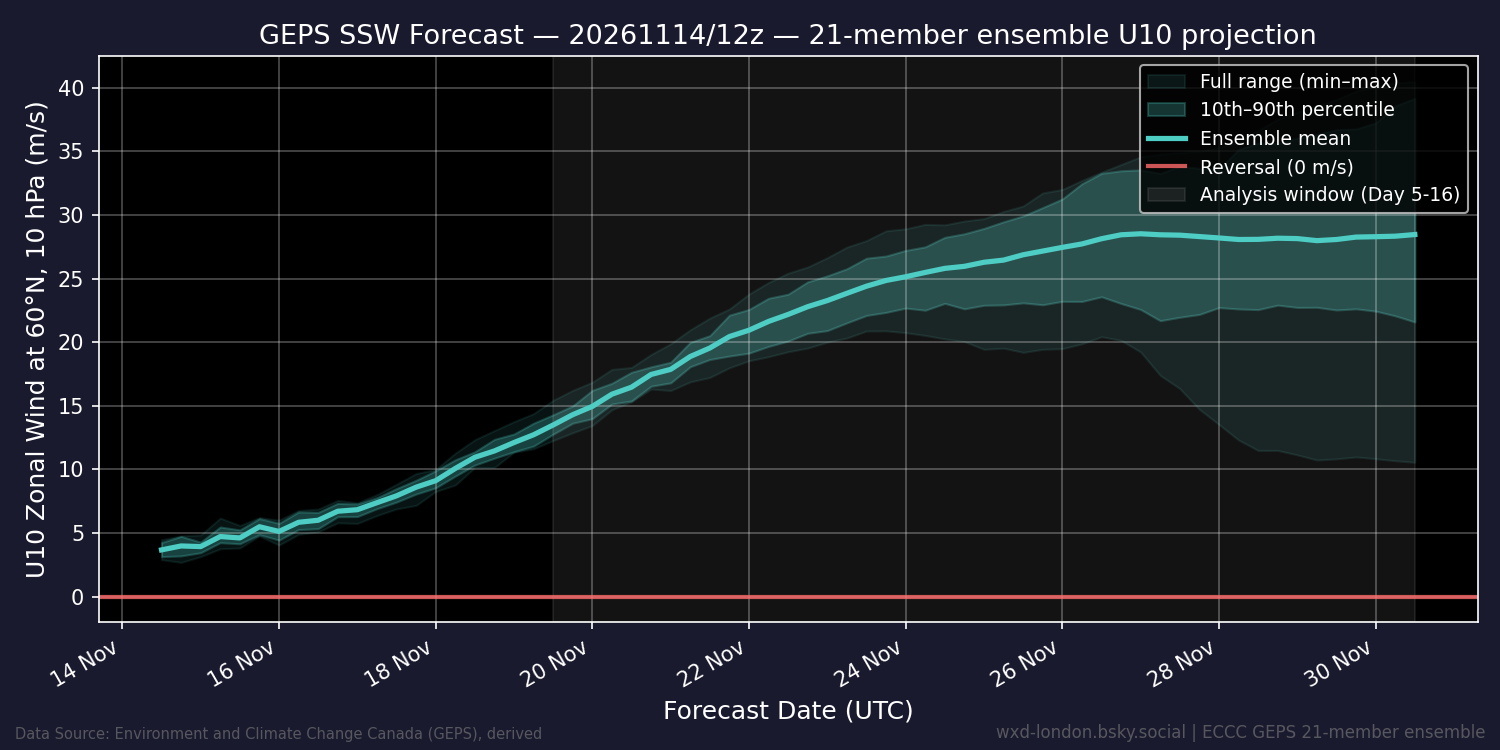 GEPS SSW Forecast — 20261114/12z — 21-member ensemble U10 projection
U10 Zonal Wind at 60°N, 10 hPa (m/s)
40
35
30
25
20
15
10
5
0
Full range (min–max)
10th–90th percentile
Ensemble mean
Reversal (0 m/s)
Analysis window (Day 5-16)
14 Nov
16 Nov
18 Nov
20 Nov
22 Nov
24 Nov
26 Nov
28 Nov
30 Nov
Forecast Date (UTC)
Data Source: Environment and Climate Change Canada (GEPS), derived
wxd-london.bsky.social | ECCC GEPS 21-member ensemble